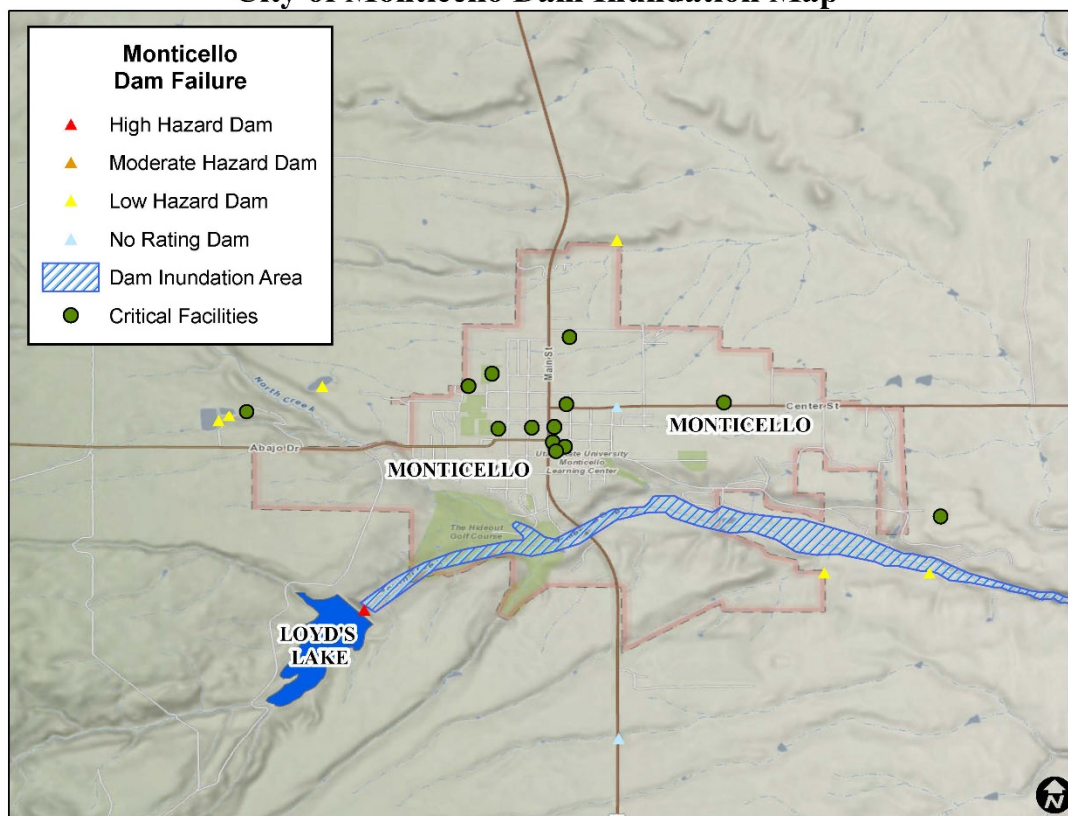 City of Monticello Dam Inundation Map
Monticello
Dam Failure
High Hazard Dam
Moderate Hazard Dam
Low Hazard Dam
No Rating Dam
Dam Inundation Area
Critical Facilities
Main St
North Creek
Center St
MONTICELLO
Abajo Dr
MONTICELLO
Utah State University
Monticello
Learning Center
The Hideout
Golf Course
LOYD'S
LAKE
N